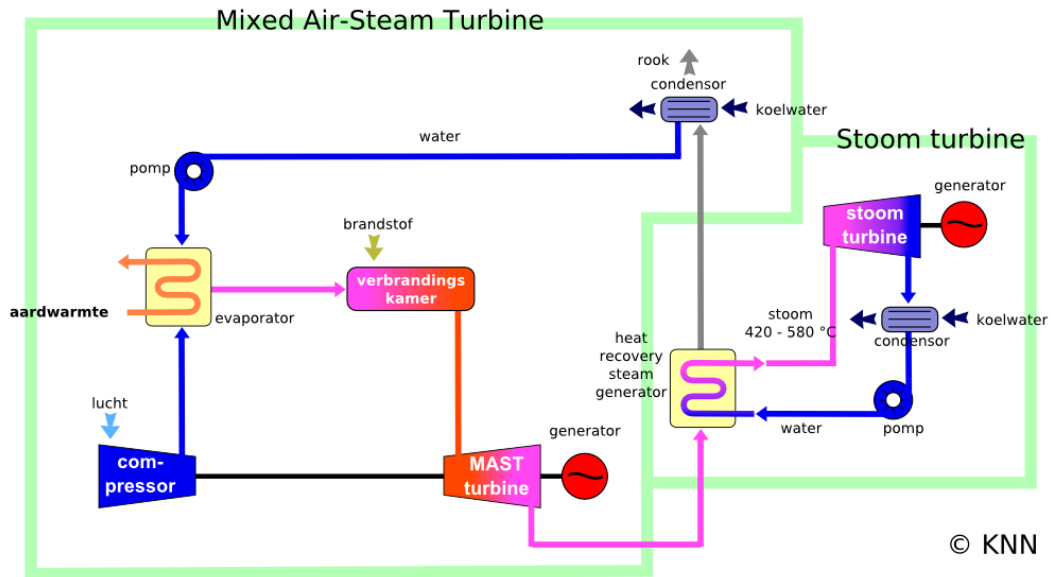 Mixed Air-Steam Turbine
rook
condensor
koelwater
water
Stoom turbine
pomp
generator
stoom
turbine
brandstof
verbrandings
kamer
aardwarmte
evaporator
stoom
420 - 580 °C
koelwater
condensor
heat
recovery
steam
generator
lucht
water
pomp
generator
com-
pressor
MAST
turbine
© KNN